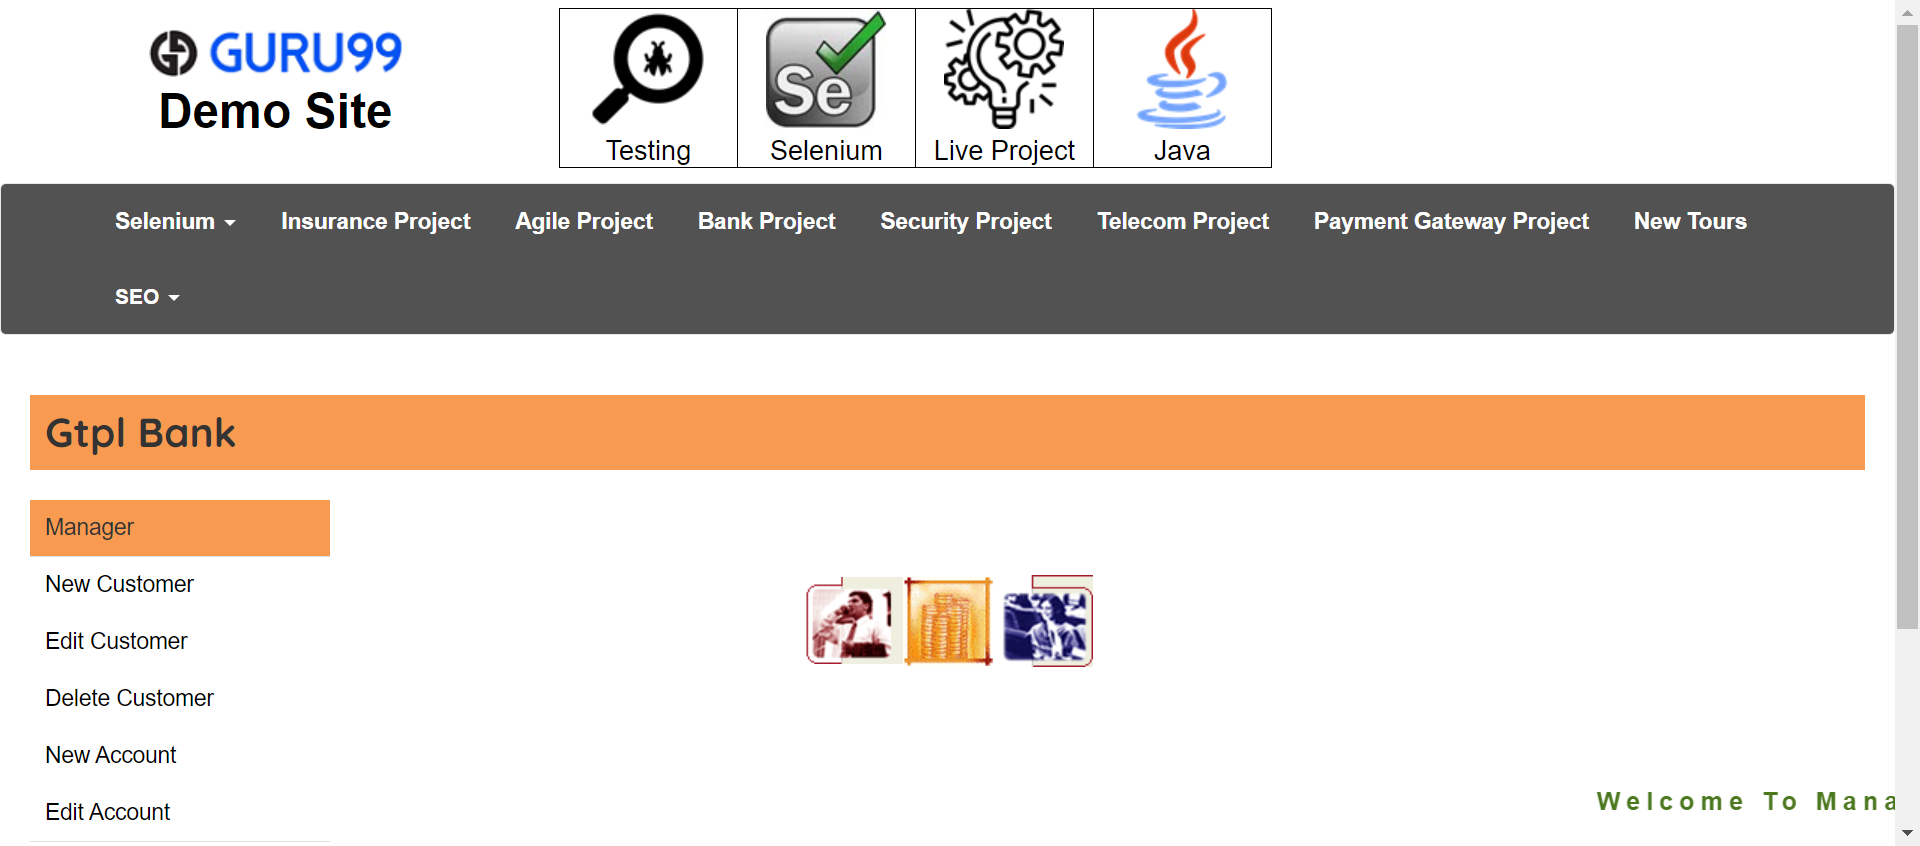 GURU99
Demo Site
Testing
Selenium
Live Project
Java
Selenium
Insurance Project
Agile Project
Bank Project
Security Project
Telecom Project
Payment Gateway Project
New Tours
SEO
Gtpl Bank
Manager
New Customer
Edit Customer
Delete Customer
New Account
Edit Account
Welcome To Mana